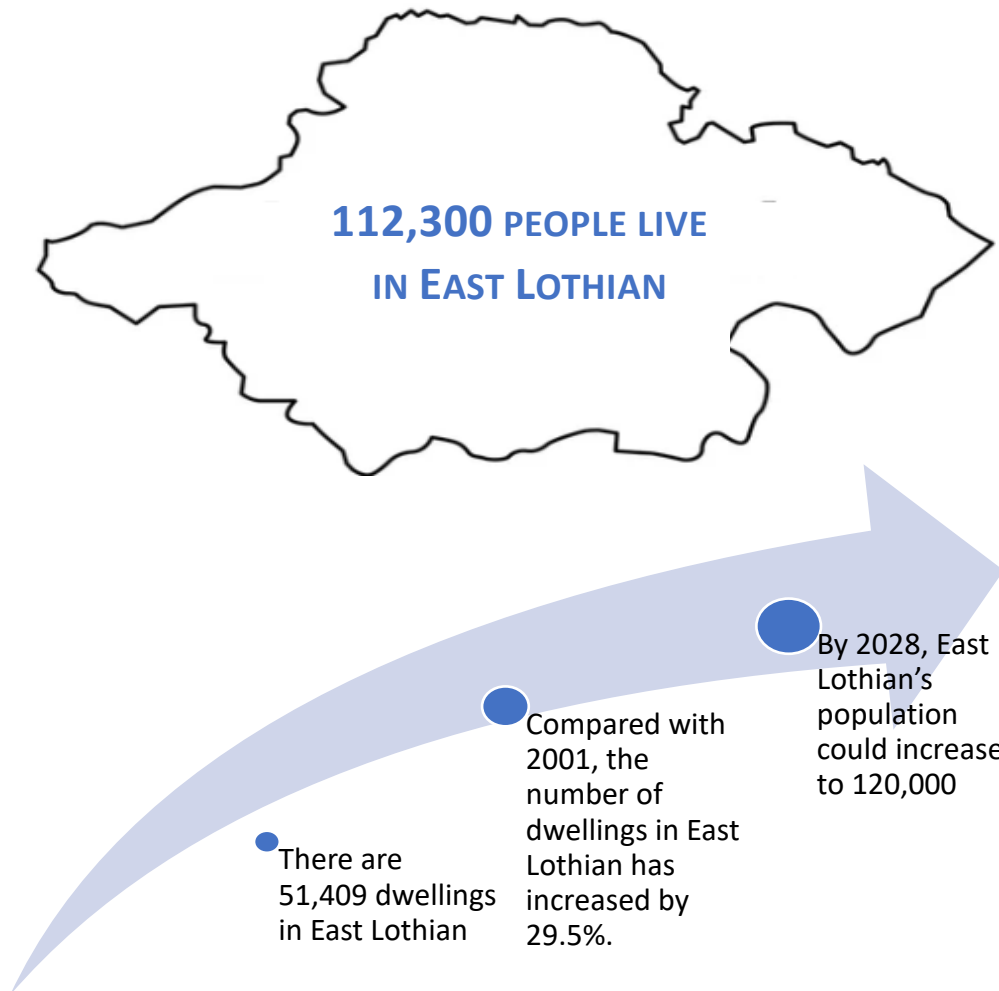 112,300 PEOPLE LIVE
IN EAST LOTHIAN
There are
51,409 dwellings
in East Lothian
Compared with
2001, the
number of
dwellings in East
Lothian has
increased by
29.5%.
By 2028, East
Lothian’s
population
could increase
to 120,000